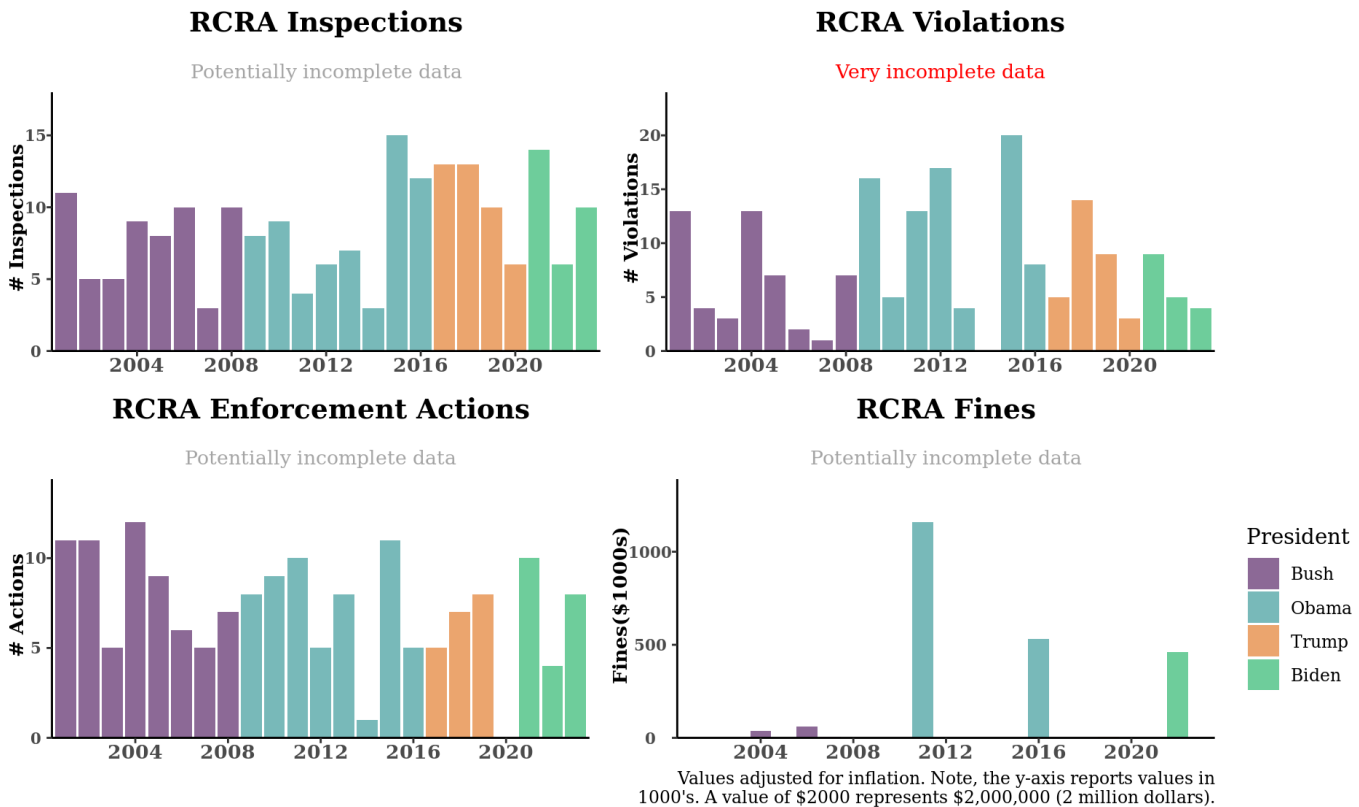 RCRA Inspections
Potentially incomplete data
# Inspections
15
10
5
0
2004 2008 2012 2016 2020
RCRA Violations
Very incomplete data
# Violations
20
15
10
5
0
2004 2008 2012 2016 2020
RCRA Enforcement Actions
Potentially incomplete data
# Actions
10
5
0
2004 2008 2012 2016 2020
RCRA Fines
Potentially incomplete data
Fines($1000s)
1000
500
0
2004 2008 2012 2016 2020
President
Bush
Obama
Trump
Biden
Values adjusted for inflation. Note, the y-axis reports values in
1000's. A value of $2000 represents $2,000,000 (2 million dollars).